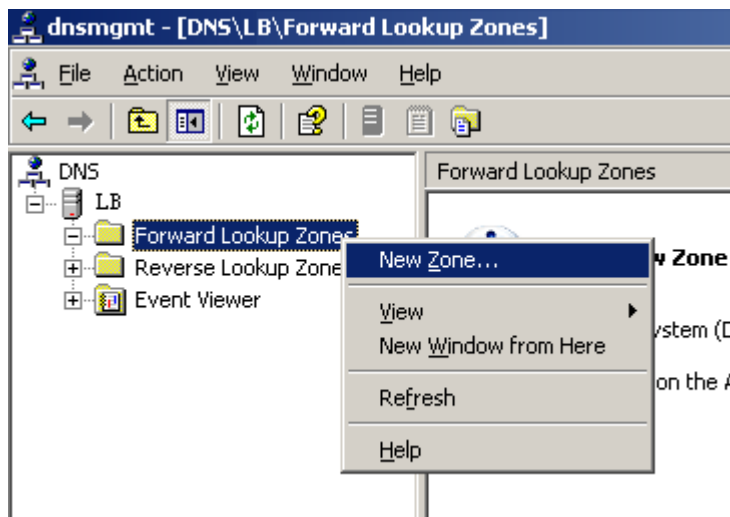 dnsmgmt - [DNS\LB\Forward Lookup Zones]
File Action View Window Help
DNS
LB
Forward Lookup Zones
Reverse Lookup Zone
Event Viewer
Forward Lookup Zones
New Zone...
View
New Window from Here
Refresh
Help
Zone
on the